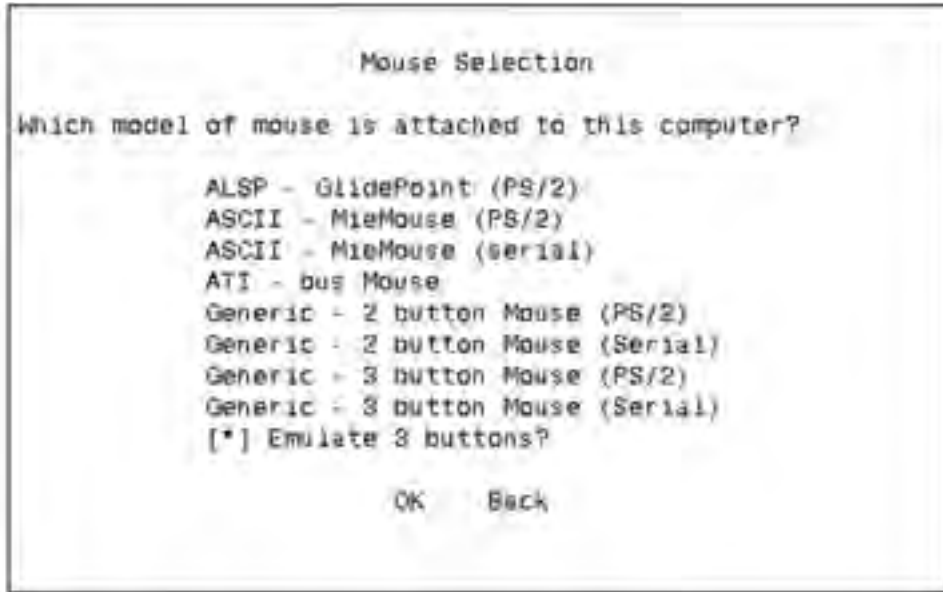 Mouse Selection
Which model of mouse is attached to this computer?
ALSP - GlidePoint (PS/2)
ASCII - MieMouse (PS/2)
ASCII - MieMouse (serial)
ATI - bus Mouse
Generic - 2 button Mouse (PS/2)
Generic - 2 button Mouse (Serial)
Generic - 3 button Mouse (PS/2)
Generic - 3 button Mouse (Serial)
[*] Emulate 3 buttons?
OK Back